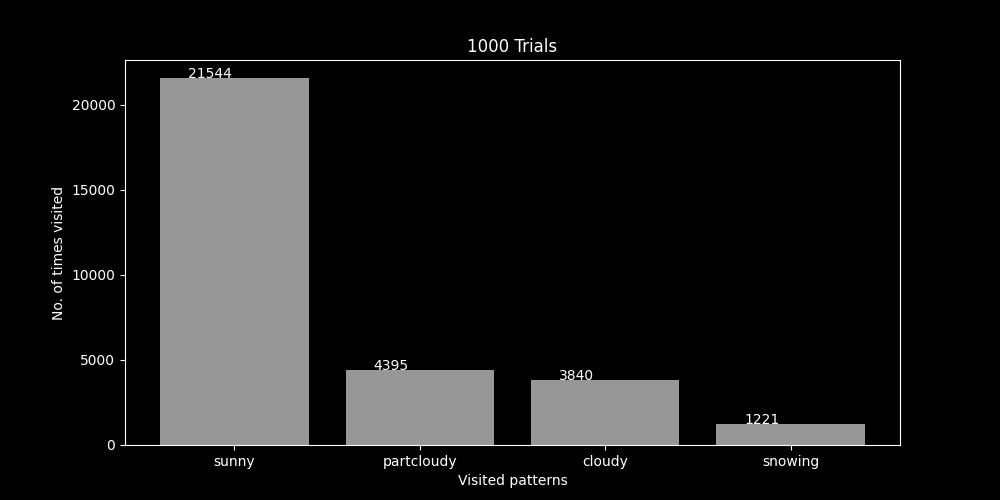 1000 Trials
No. of times visited
20000
15000
10000
5000
0
21544
4395
3840
1221
sunny
partcloudy
cloudy
snowing
Visited patterns